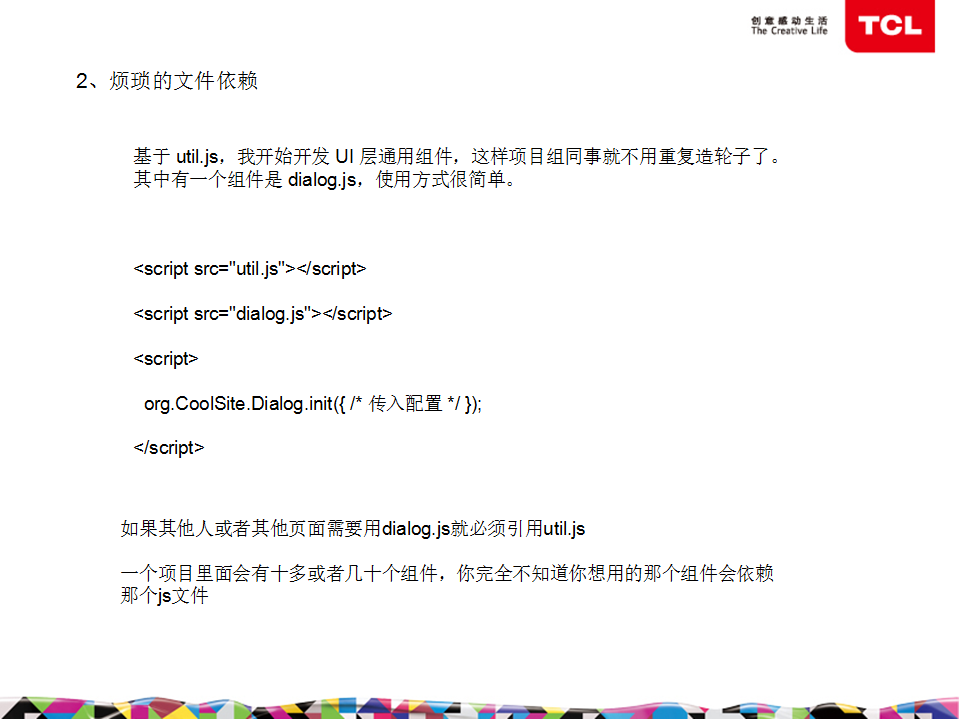 创意感动生活
The Creative Life
TCL
2、烦琐的文件依赖
基于 util.js，我开始开发 UI 层通用组件，这样项目组同事就不用重复造轮子了。
其中有一个组件是 dialog.js，使用方式很简单。
<script src="util.js"></script>
<script src="dialog.js"></script>
<script>
org.CoolSite.Dialog.init({ /* 传入配置 */ });
</script>
如果其他人或者其他页面需要用dialog.js就必须引用util.js
一个项目里面会有十多或者几十个组件，你完全不知道你想用的那个组件会依赖
那个js文件